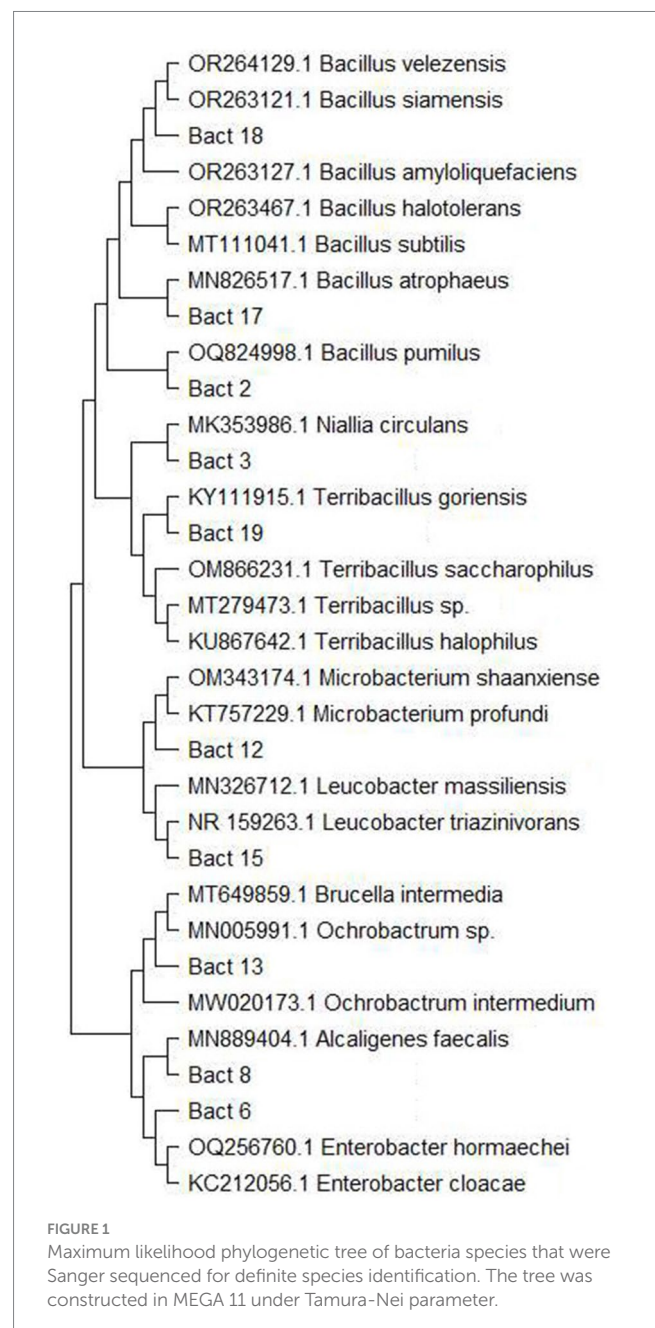 OR264129.1 Bacillus velezensis
OR263121.1 Bacillus siamensis
Bact 18
OR263127.1 Bacillus amyloliquefaciens
OR263467.1 Bacillus halotolerans
MT111041.1 Bacillus subtilis
MN826517.1 Bacillus atrophaeus
Bact 17
OQ824998.1 Bacillus pumilus
Bact 2
MK353986.1 Niallia circulans
Bact 3
KY111915.1 Terribacillus goriensis
Bact 19
OM866231.1 Terribacillus saccharophilus
MT279473.1 Terribacillus sp.
KU867642.1 Terribacillus halophilus
OM343174.1 Microbacterium shaanxiense
KT757229.1 Microbacterium profundi
Bact 12
MN326712.1 Leucobacter massiliensis
NR 159263.1 Leucobacter triazinivorans
Bact 15
MT649859.1 Brucella intermedia
MN005991.1 Ochrobactrum sp.
Bact 13
MW020173.1 Ochrobactrum intermedium
MN889404.1 Alcaligenes faecalis
Bact 8
Bact 6
OQ256760.1 Enterobacter hormaechei
KC212056.1 Enterobacter cloacae
FIGURE 1
Maximum likelihood phylogenetic tree of bacteria species that were
Sanger sequenced for definite species identification. The tree was
constructed in MEGA 11 under Tamura-Nei parameter.